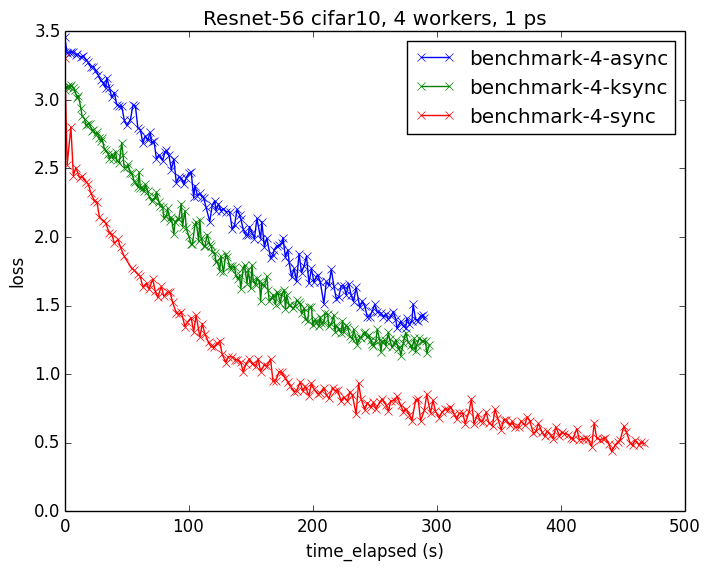 Resnet-56 cifar10, 4 workers, 1 ps
3.5
3.0
2.5
2.0
1.5
1.0
0.5
0.0
loss
benchmark-4-async
benchmark-4-ksync
benchmark-4-sync
0 100 200 300 400 500
time_elapsed (s)